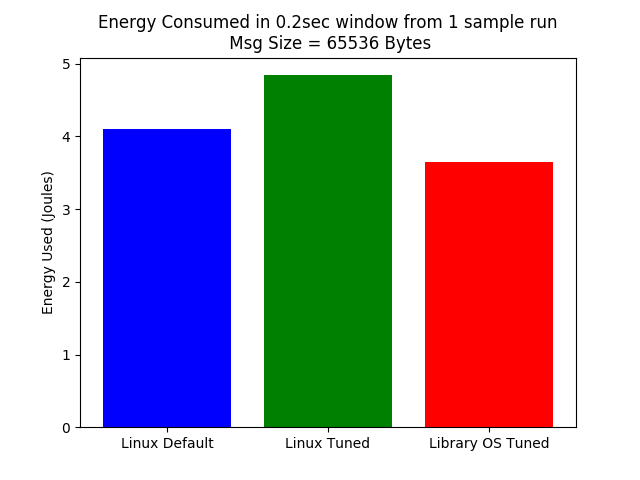 Energy Consumed in 0.2sec window from 1 sample run
Msg Size = 65536 Bytes
Energy Used (Joules)
5
4
3
2
1
0
Linux Default
Linux Tuned
Library OS Tuned